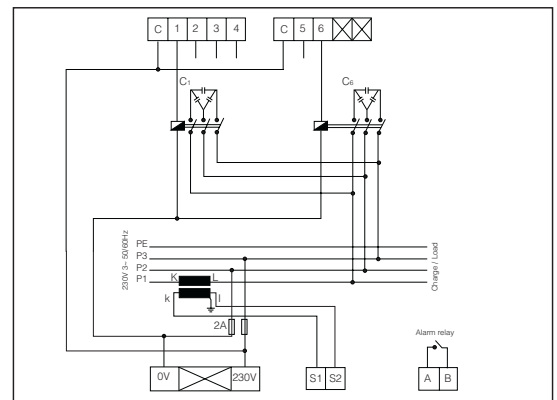 C 1 2 3 4 C 5 6
C1 C6
230V 3~ 50/60Hz
PE
P3
P2
P1
K L
k l
Charge / Load
2A
Alarm relay
0V 230V S1 S2 A B